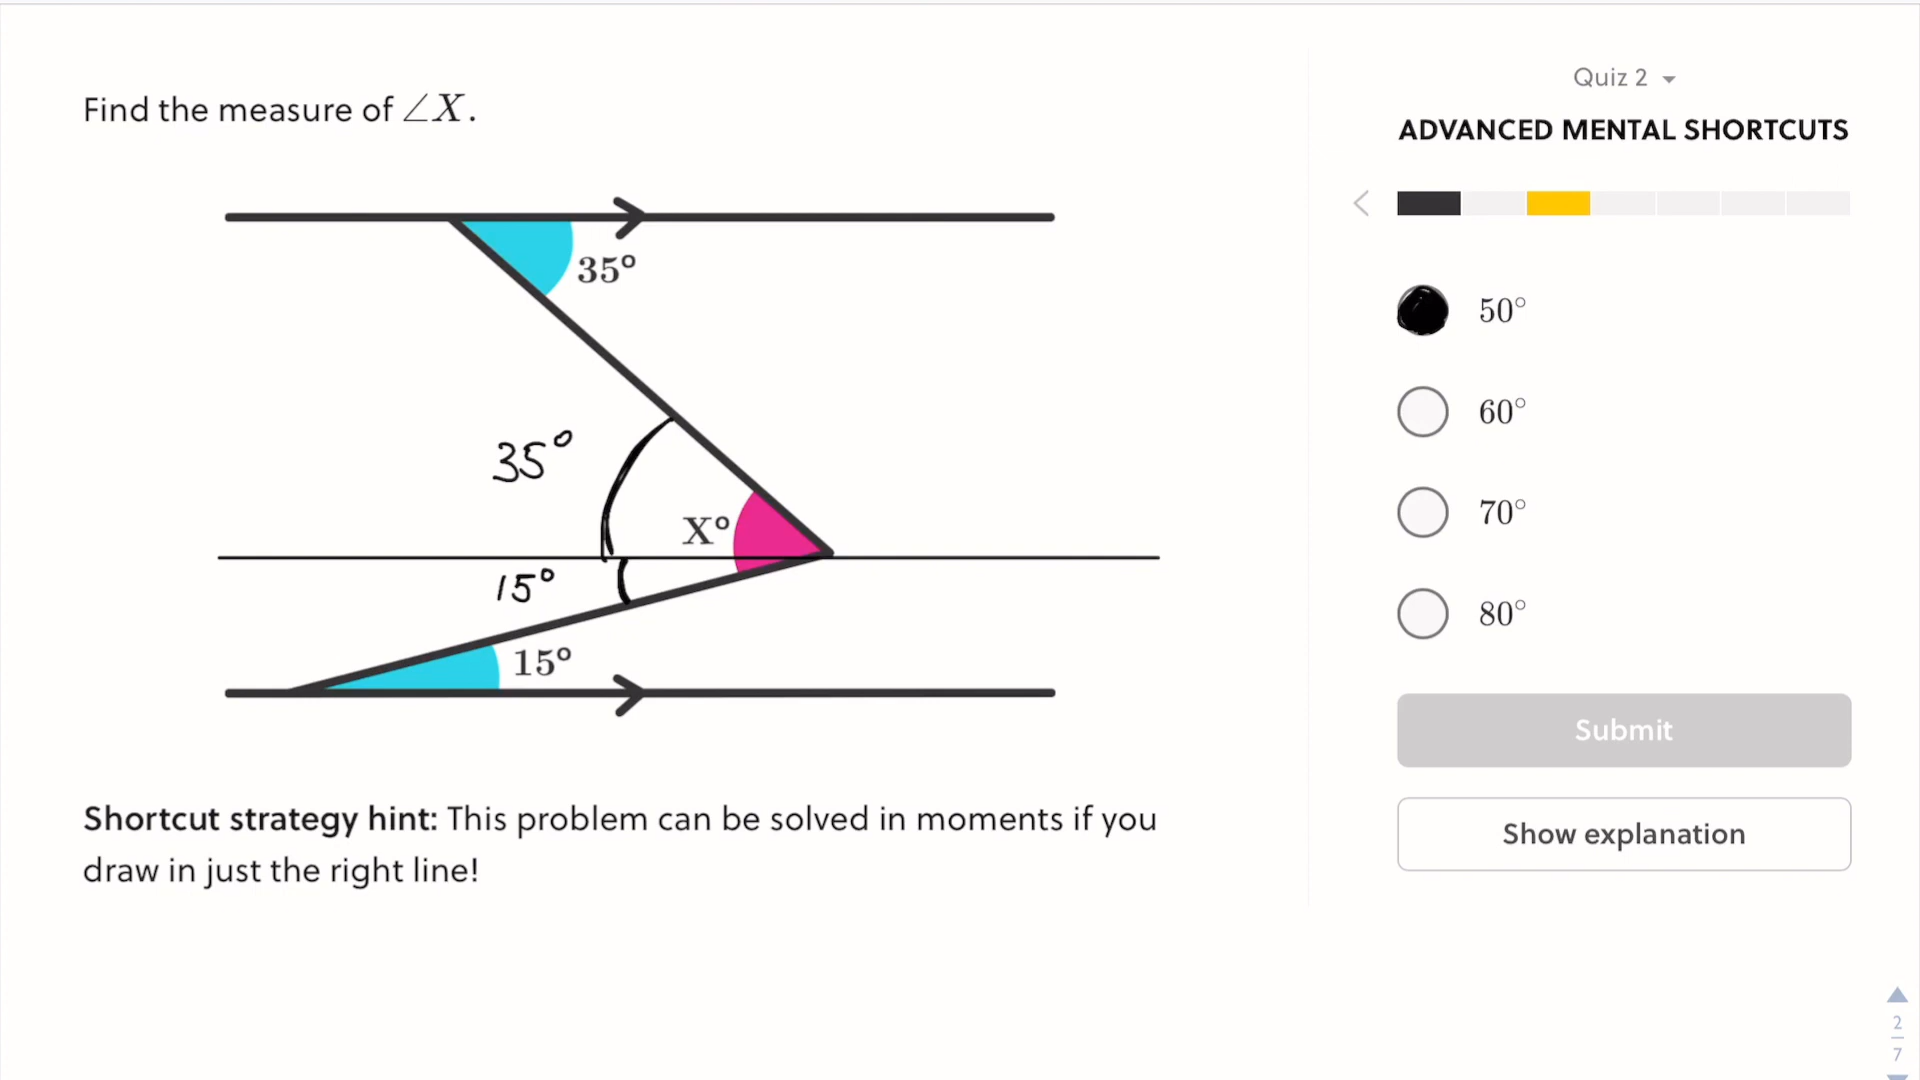 Find the measure of ∠X.
35°
35°
X°
15°
15°
Shortcut strategy hint: This problem can be solved in moments if you
draw in just the right line!
Quiz 2
ADVANCED MENTAL SHORTCUTS
50°
60°
70°
80°
Submit
Show explanation
2
7